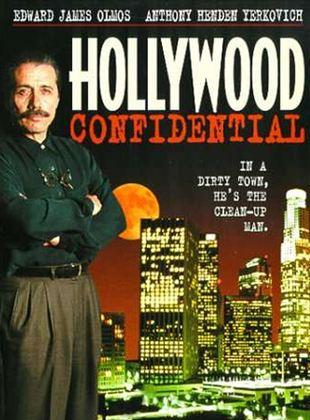 EDWARD JAMES OLMOS ANTHONY HENDEN YERKOVICH
HOLLYWOOD
CONFIDENTIAL
IN A
DIRTY TOWN,
HE'S THE
CLEAN-UP
MAN.